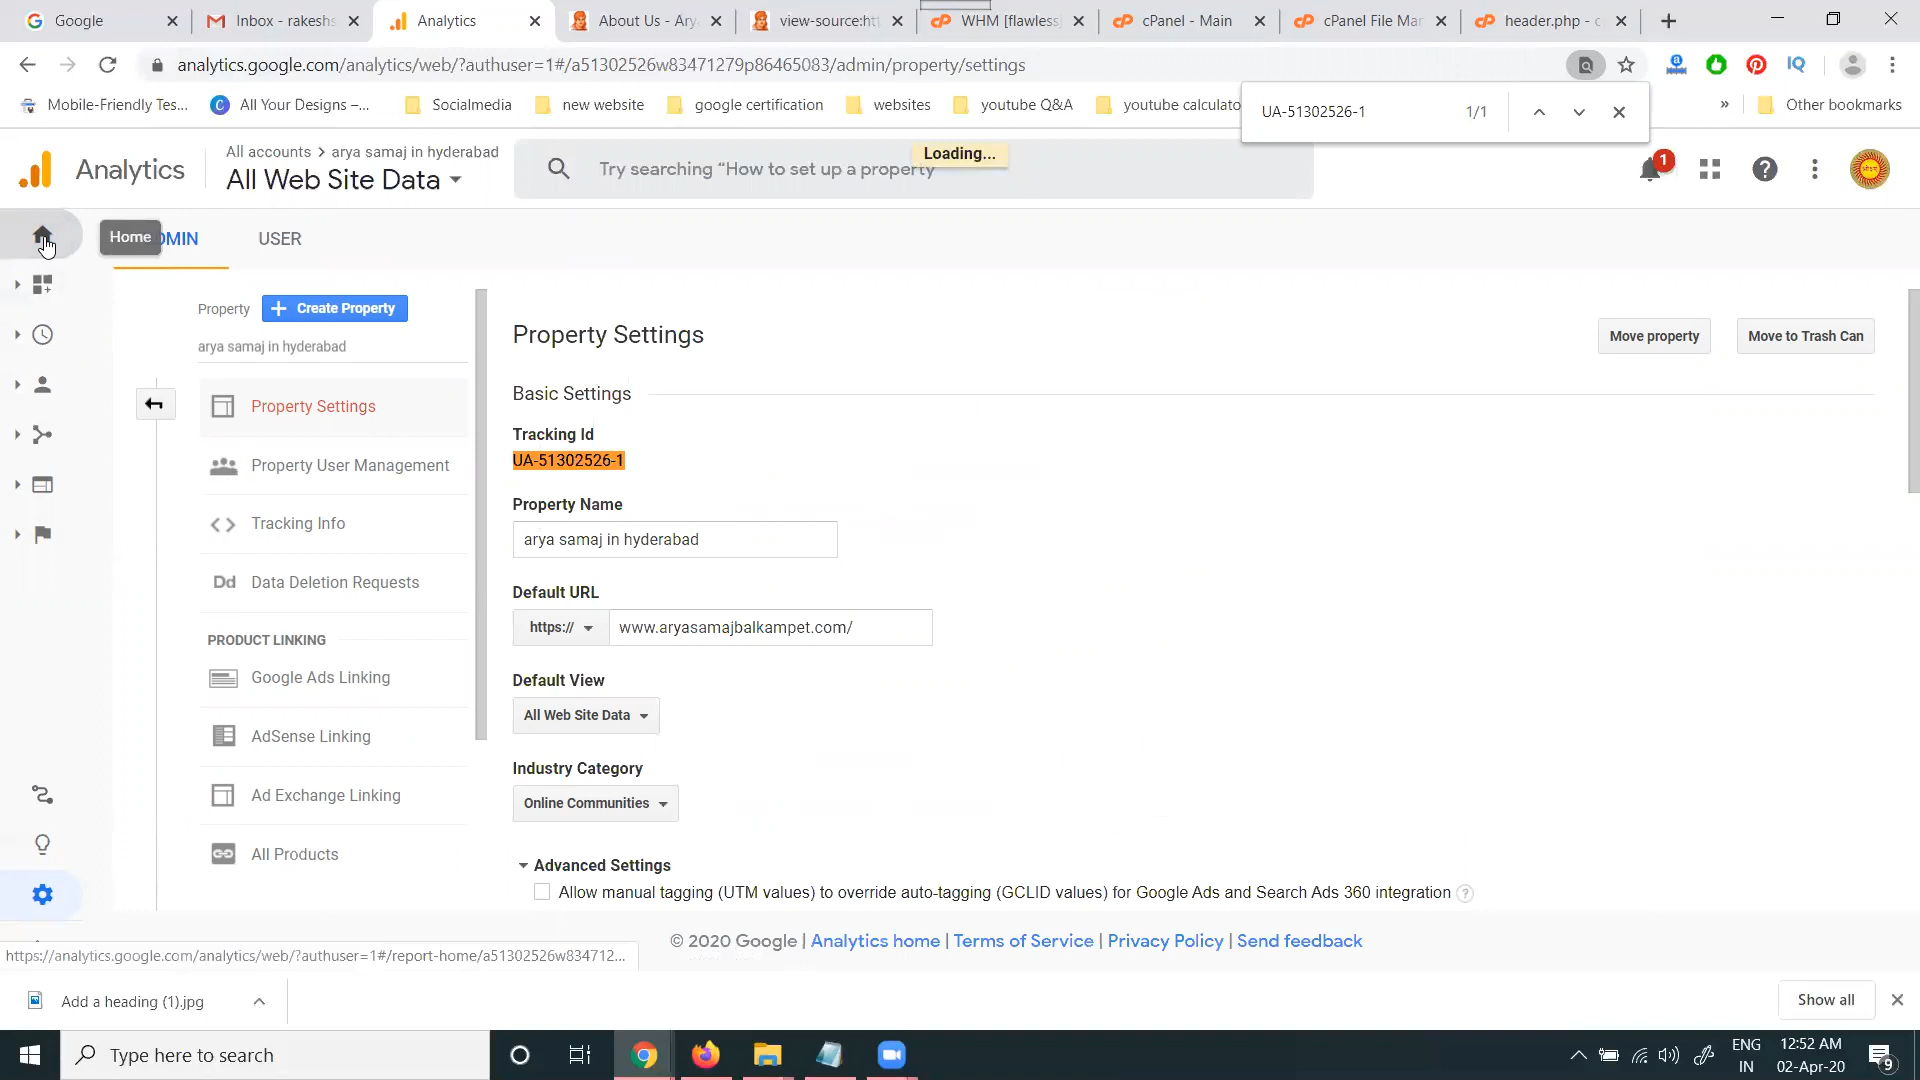 Google
Inbox - rakeshs
Analytics
About Us - Ary
view-source:htt
WHM [flawless
cPanel - Main
cPanel File Mar
header.php - c
analytics.google.com/analytics/web/?authuser=1#/a51302526w83471279p86465083/admin/property/settings
Mobile-Friendly Tes...
All Your Designs –...
Socialmedia
new website
google certification
websites
youtube Q&A
youtube calculato
»
Other bookmarks
UA-51302526-1
1/1
Analytics
All accounts > arya samaj in hyderabad
All Web Site Data
Try searching “How to set up a property”
Loading...
1
Home
DMIN
USER
Property
Create Property
arya samaj in hyderabad
Property Settings
Property User Management
Tracking Info
Dd Data Deletion Requests
PRODUCT LINKING
Google Ads Linking
AdSense Linking
Ad Exchange Linking
All Products
Property Settings
Move property
Move to Trash Can
Basic Settings
Tracking Id
UA-51302526-1
Property Name
arya samaj in hyderabad
Default URL
https://
www.aryasamajbalkampet.com/
Default View
All Web Site Data
Industry Category
Online Communities
Advanced Settings
Allow manual tagging (UTM values) to override auto-tagging (GCLID values) for Google Ads and Search Ads 360 integration ?
© 2020 Google | Analytics home | Terms of Service | Privacy Policy | Send feedback
https://analytics.google.com/analytics/web/?authuser=1#/report-home/a51302526w834712...
Add a heading (1).jpg
Show all
Type here to search
ENG
IN
12:52 AM
02-Apr-20
9